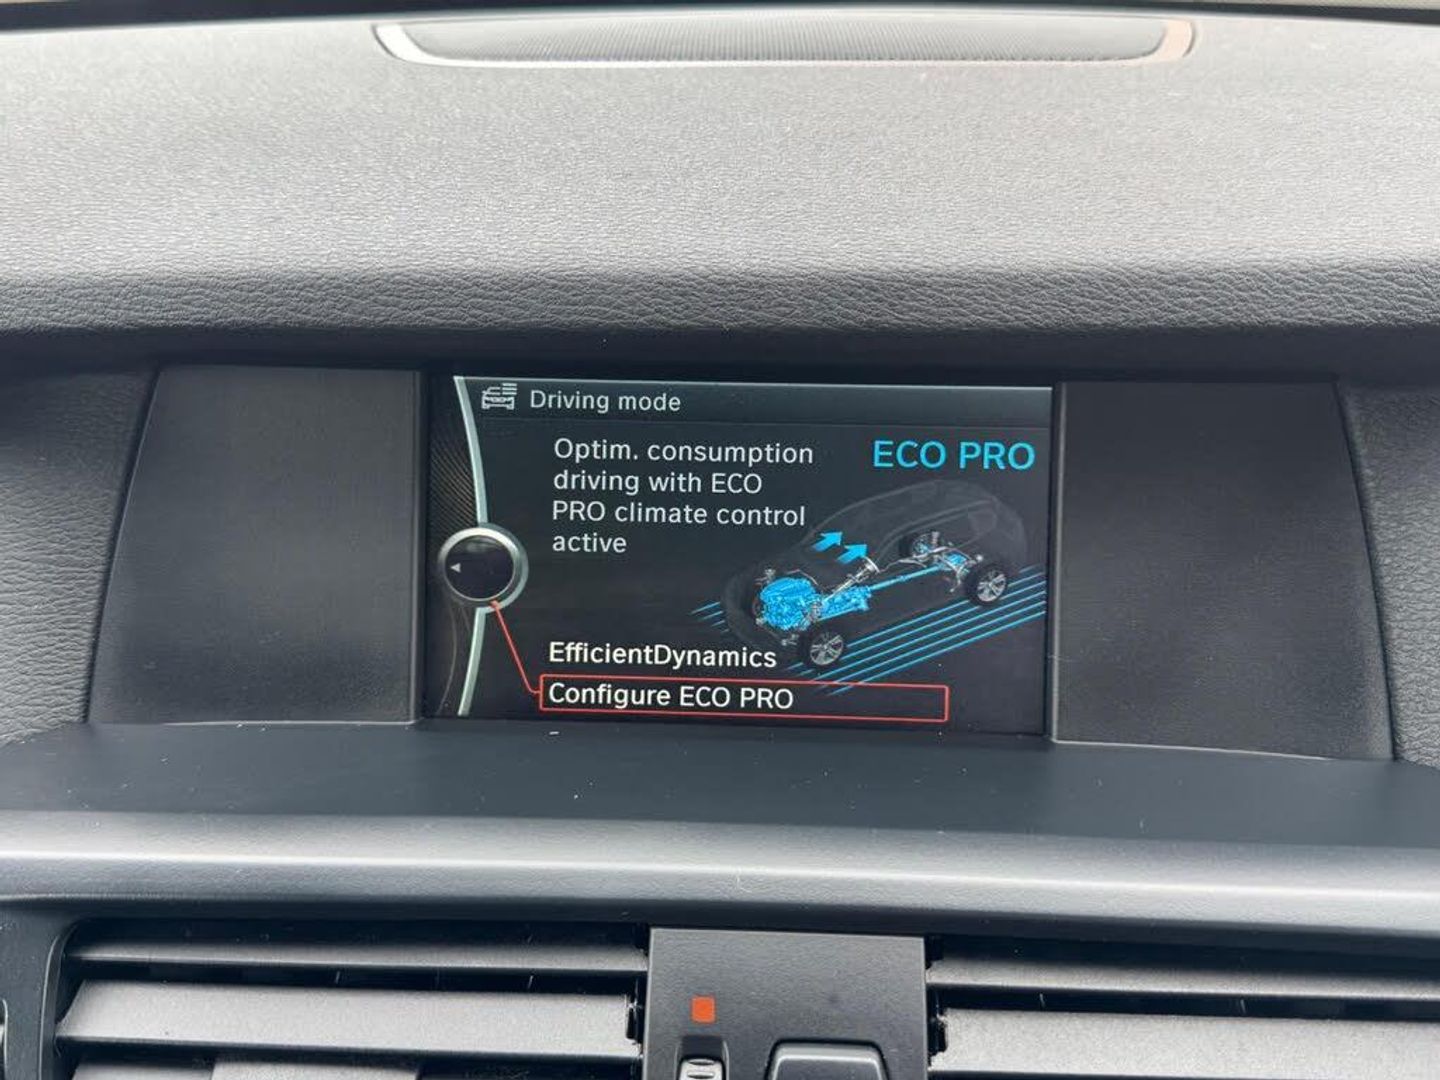 Driving mode
Optim. consumption
driving with ECO
PRO climate control
active
ECO PRO
EfficientDynamics
Configure ECO PRO